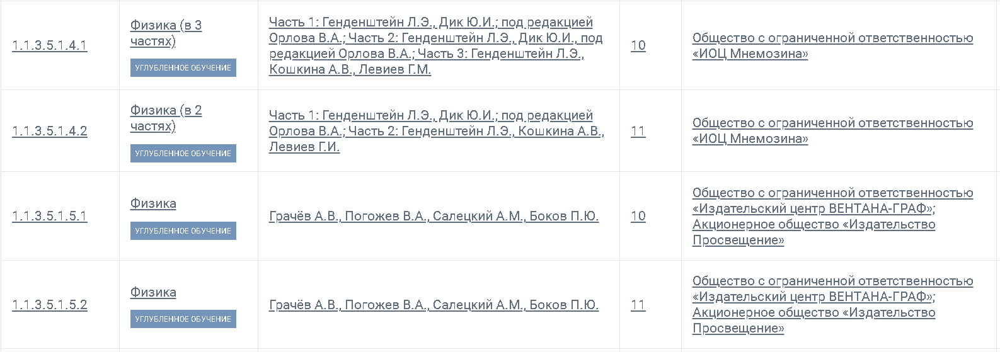 1.1.3.5.1.4.1
Физика (в 3
частях)
УГЛУБЛЕННОЕ ОБУЧЕНИЕ
Часть 1: Генденштейн Л.Э., Дик Ю.И.; под редакцией
Орлова В.А.; Часть 2: Генденштейн Л.Э., Дик Ю.И., под
редакцией Орлова В.А.; Часть 3: Генденштейн Л.Э.,
Кошкина А.В., Левиев Г.М.
10
Общество с ограниченной ответственностью
«ИОЦ Мнемозина»
1.1.3.5.1.4.2
Физика (в 2
частях)
УГЛУБЛЕННОЕ ОБУЧЕНИЕ
Часть 1: Генденштейн Л.Э., Дик Ю.И.; под редакцией
Орлова В.А.; Часть 2: Генденштейн Л.Э., Кошкина А.В.,
Левиев Г.И.
11
Общество с ограниченной ответственностью
«ИОЦ Мнемозина»
1.1.3.5.1.5.1
Физика
УГЛУБЛЕННОЕ ОБУЧЕНИЕ
Грачёв А.В., Погожев В.А., Салецкий А.М., Боков П.Ю.
10
Общество с ограниченной ответственностью
«Издательский центр ВЕНТАНА-ГРАФ»;
Акционерное общество «Издательство
Просвещение»
1.1.3.5.1.5.2
Физика
УГЛУБЛЕННОЕ ОБУЧЕНИЕ
Грачёв А.В., Погожев В.А., Салецкий А.М., Боков П.Ю.
11
Общество с ограниченной ответственностью
«Издательский центр ВЕНТАНА-ГРАФ»;
Акционерное общество «Издательство
Просвещение»